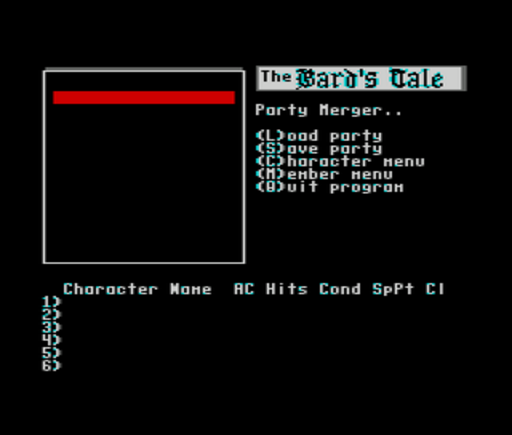 The Bard's Tale
Party Merger..
(L)oad party
(S)ave party
(C)haracter menu
(M)ember menu
(Q)uit program
Character Name AC Hits Cond SpPt Cl
1>
2>
3>
4>
5>
6>